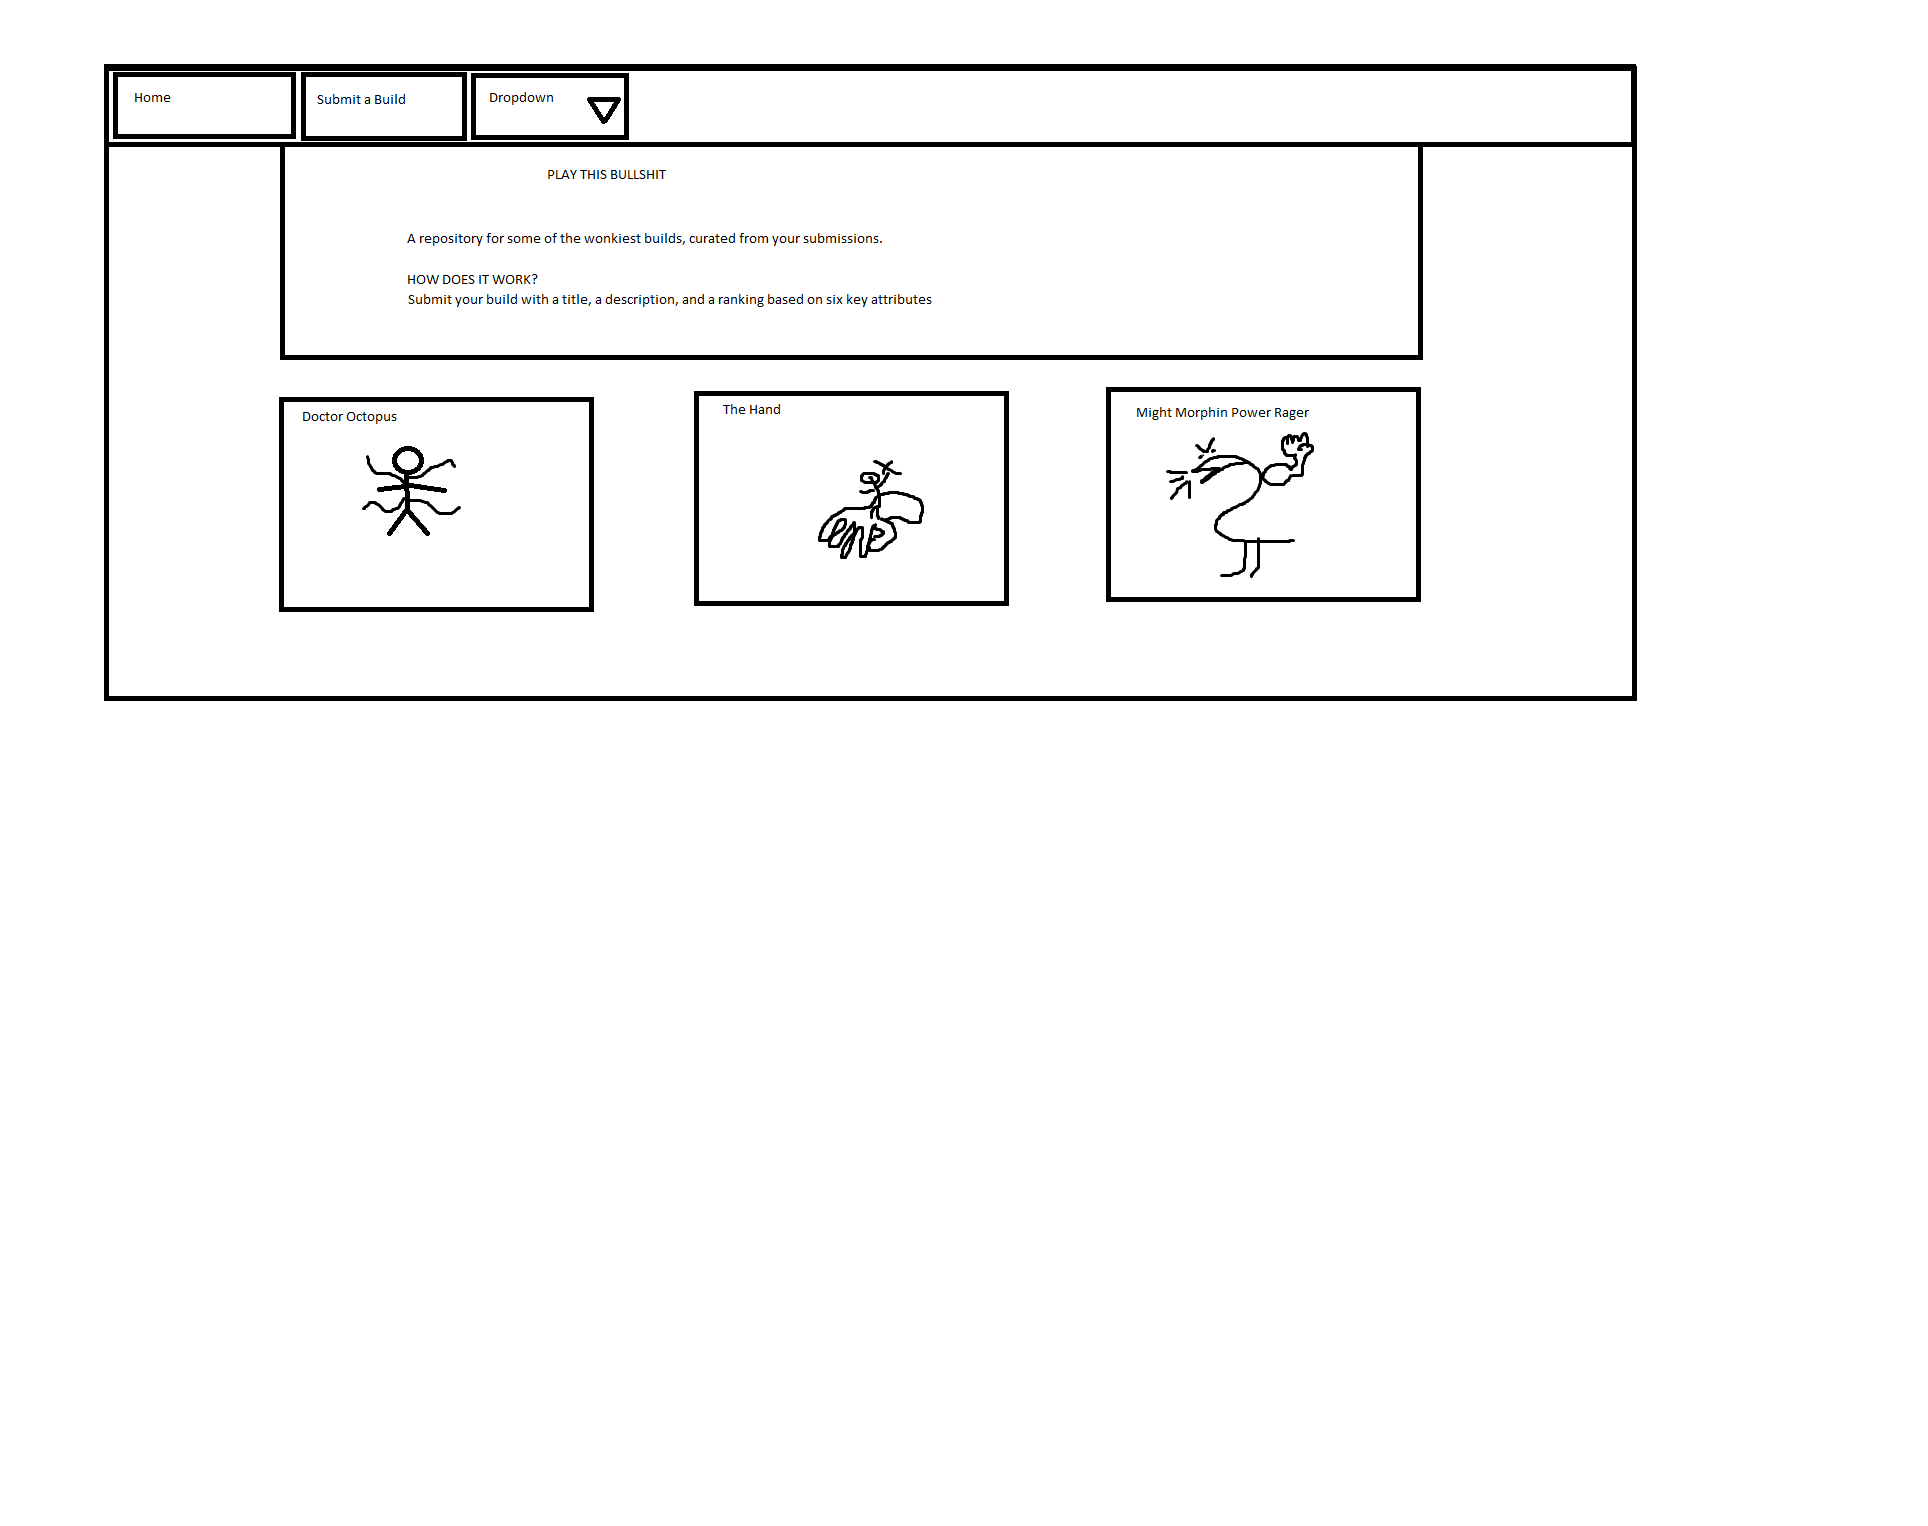 Home
Submit a Build
Dropdown
PLAY THIS BULLSHIT
A repository for some of the wonkiest builds, curated from your submissions.
HOW DOES IT WORK?
Submit your build with a title, a description, and a ranking based on six key attributes
Doctor Octopus
The Hand
Might Morphin Power Rager